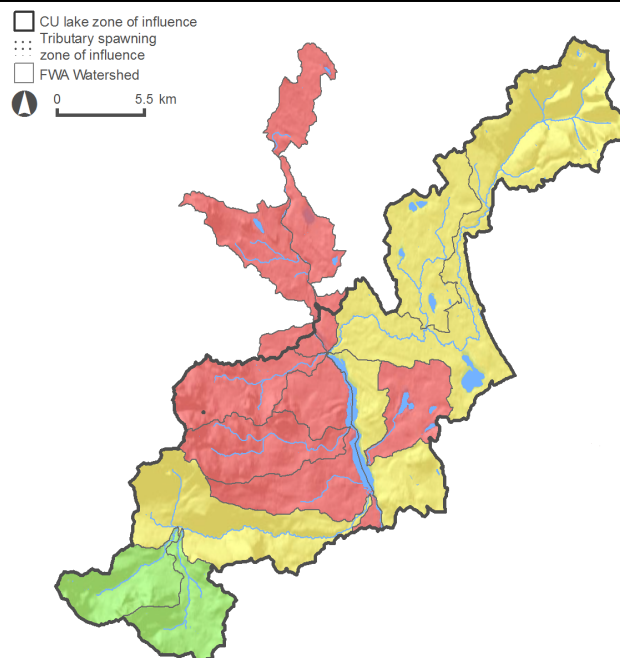 CU lake zone of influence
Tributary spawning
zone of influence
FWA Watershed
0 5.5 km